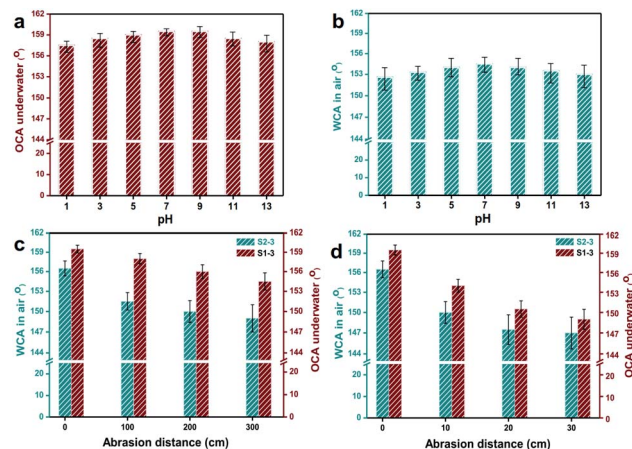 a
OCA underwater (°)
162
159
156
153
150
147
144
20
10
0
1 3 5 7 9 11 13
pH
b
WCA in air (°)
162
159
156
153
150
147
144
20
10
0
1 3 5 7 9 11 13
pH
c
WCA in air (°)
162
159
156
153
150
147
144
20
10
0
S2-3
S1-3
OCA underwater (°)
162
159
156
153
150
147
144
20
10
0
0 100 200 300
Abrasion distance (cm)
d
WCA in air (°)
162
159
156
153
150
147
144
20
10
0
S2-3
S1-3
OCA underwater (°)
162
159
156
153
150
147
144
20
10
0
0 10 20 30
Abrasion distance (cm)